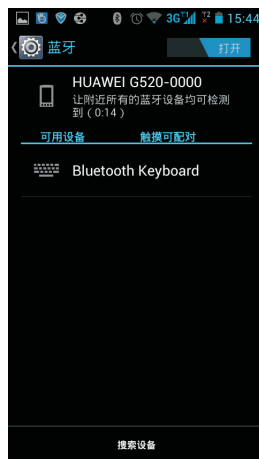 3G 2 15:44
蓝牙 打开
HUAWEI G520-0000
让附近所有的蓝牙设备均可检测
到（0:14）
可用设备 触摸可配对
Bluetooth Keyboard
搜索设备